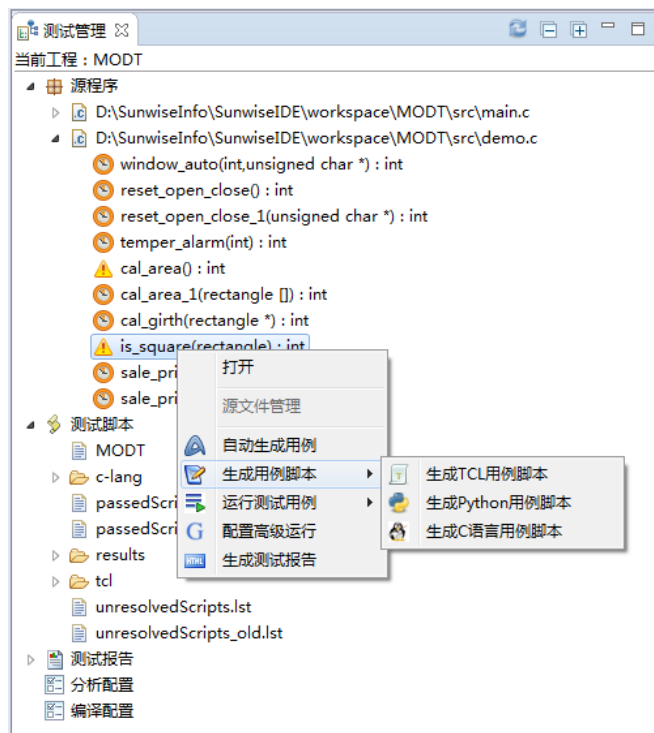 测试管理
当前工程：MODT
源程序
D:\SunwiseInfo\SunwiseIDE\workspace\MODT\src\main.c
D:\SunwiseInfo\SunwiseIDE\workspace\MODT\src\demo.c
window_auto(int,unsigned char *) : int
reset_open_close() : int
reset_open_close_1(unsigned char *) : int
temper_alarm(int) : int
cal_area() : int
cal_area_1(rectangle []) : int
cal_girth(rectangle *) : int
is_square(rectangle) : int
sale_pri
sale_pri
测试脚本
MODT
c-lang
passedScri
passedScri
results
tcl
unresolvedScripts.lst
unresolvedScripts_old.lst
测试报告
分析配置
编译配置
打开
源文件管理
自动生成用例
生成用例脚本
运行测试用例
配置高级运行
生成测试报告
生成TCL用例脚本
生成Python用例脚本
生成C语言用例脚本